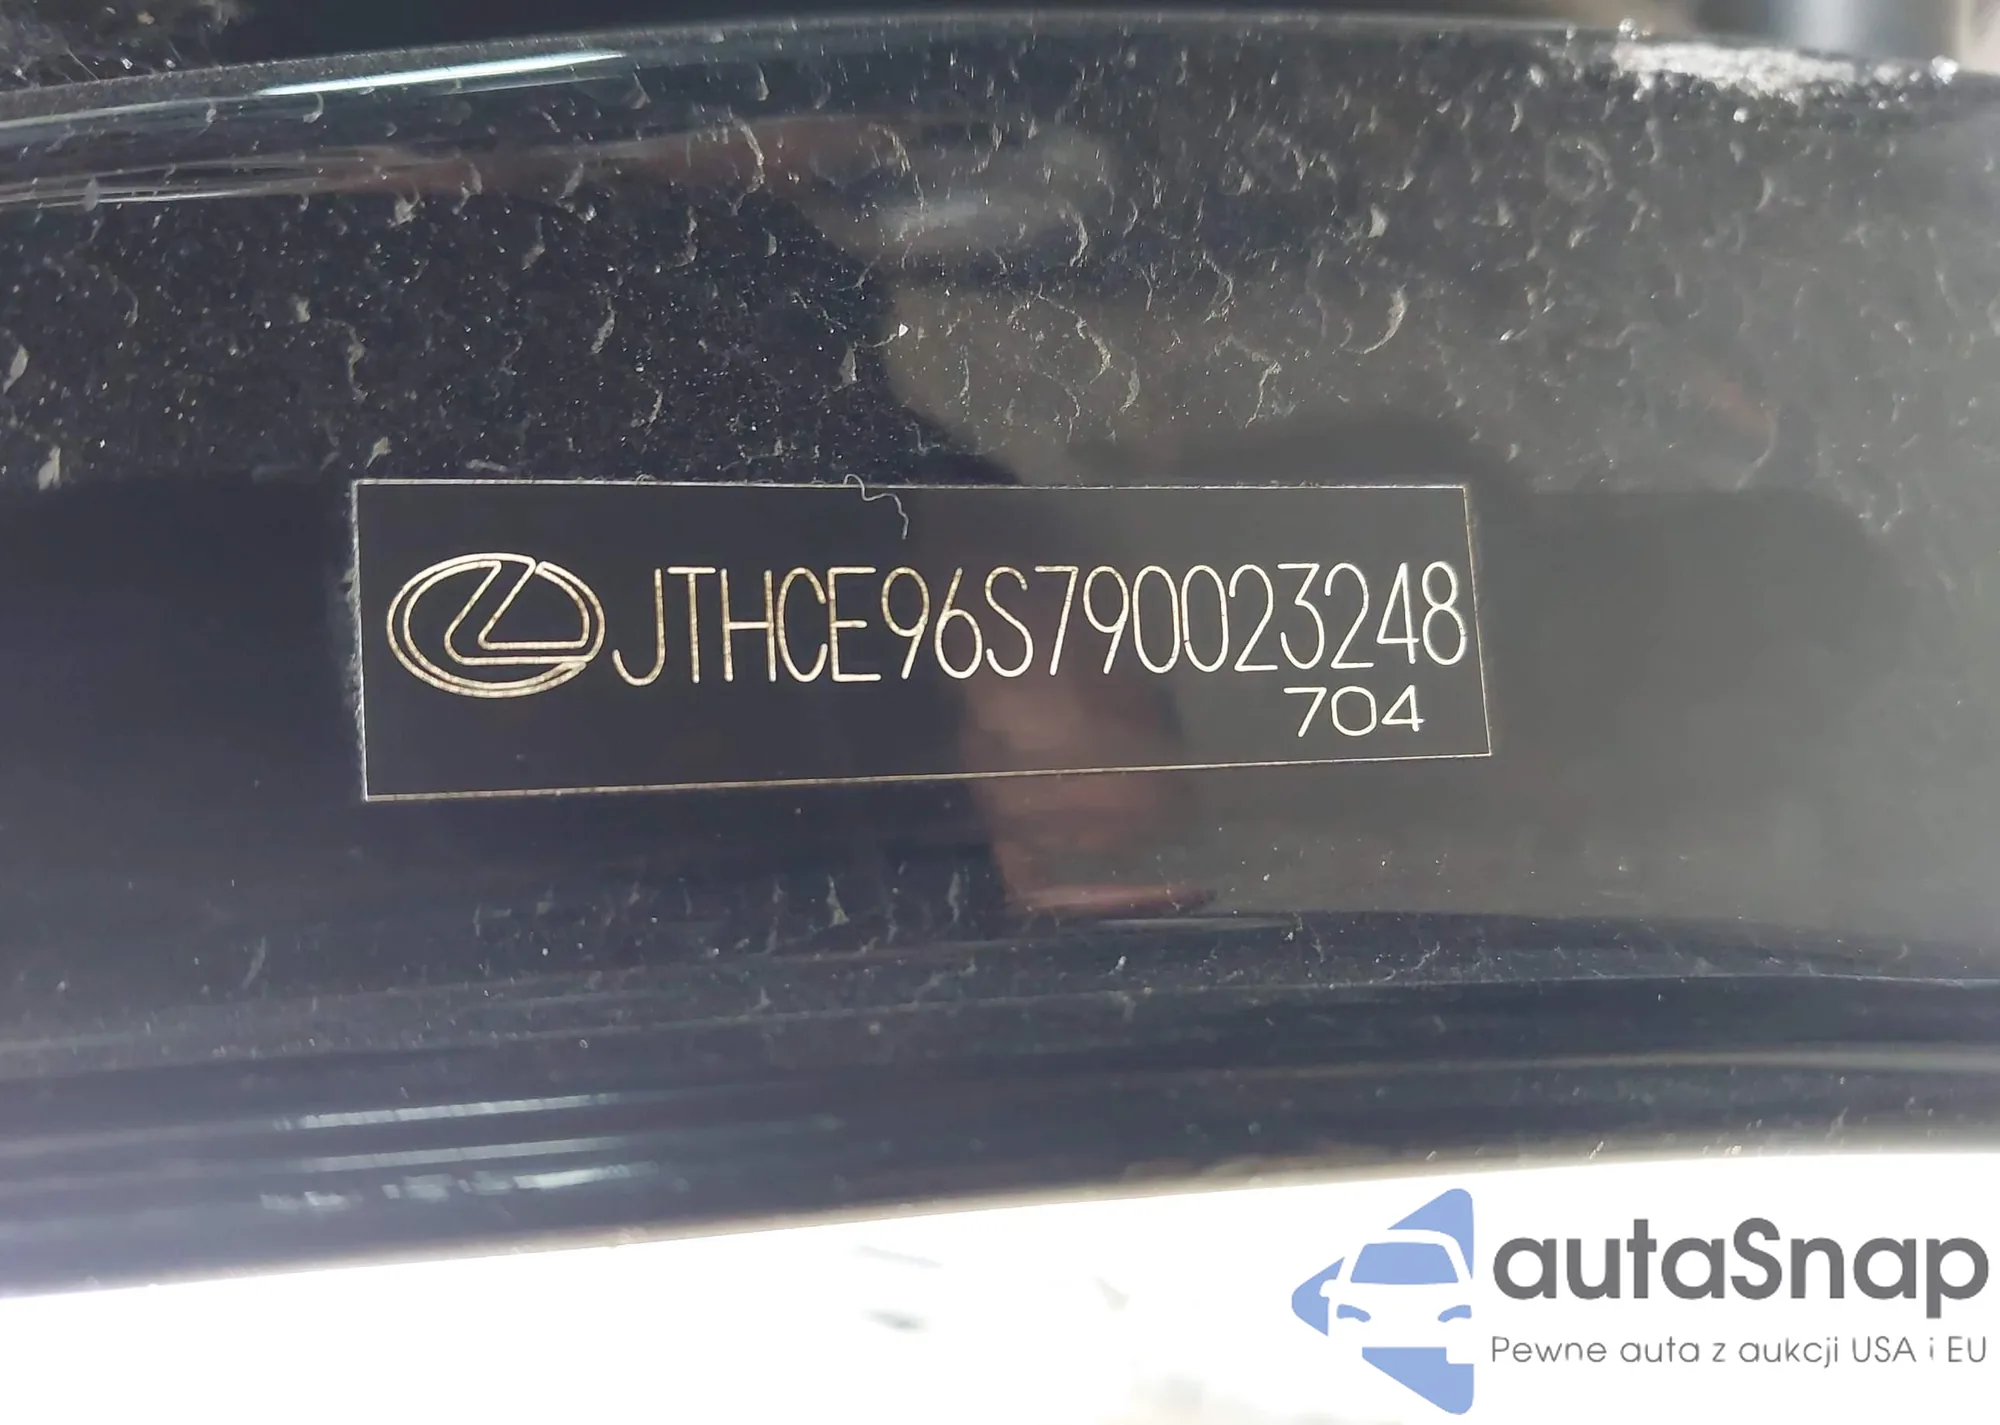 JTHCE96S790023248
704
autaSnap
Pewne auta z aukcji USA i EU